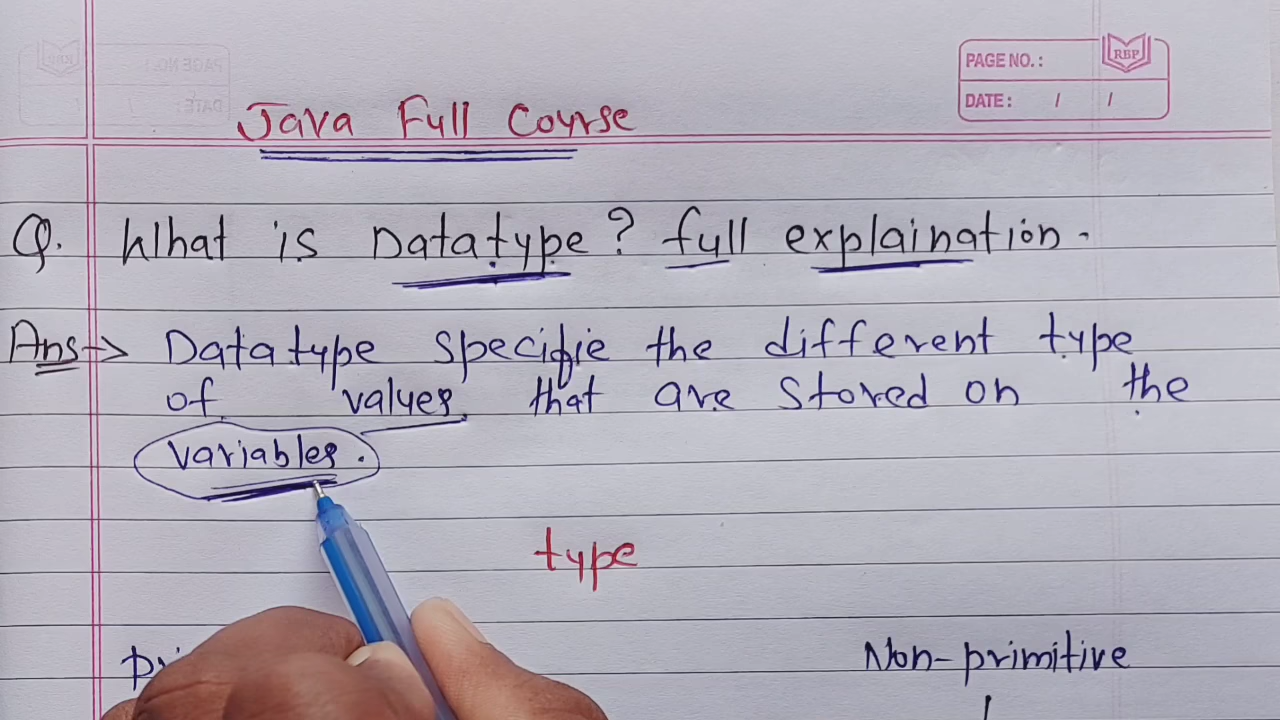 PAGE NO.:
RBP
DATE: / /
Java Full Course
Q. What is Datatype? full explaination.
Ans→ Datatype specifie the different type
of values that are stored on the
variables.
type
Non-primitive